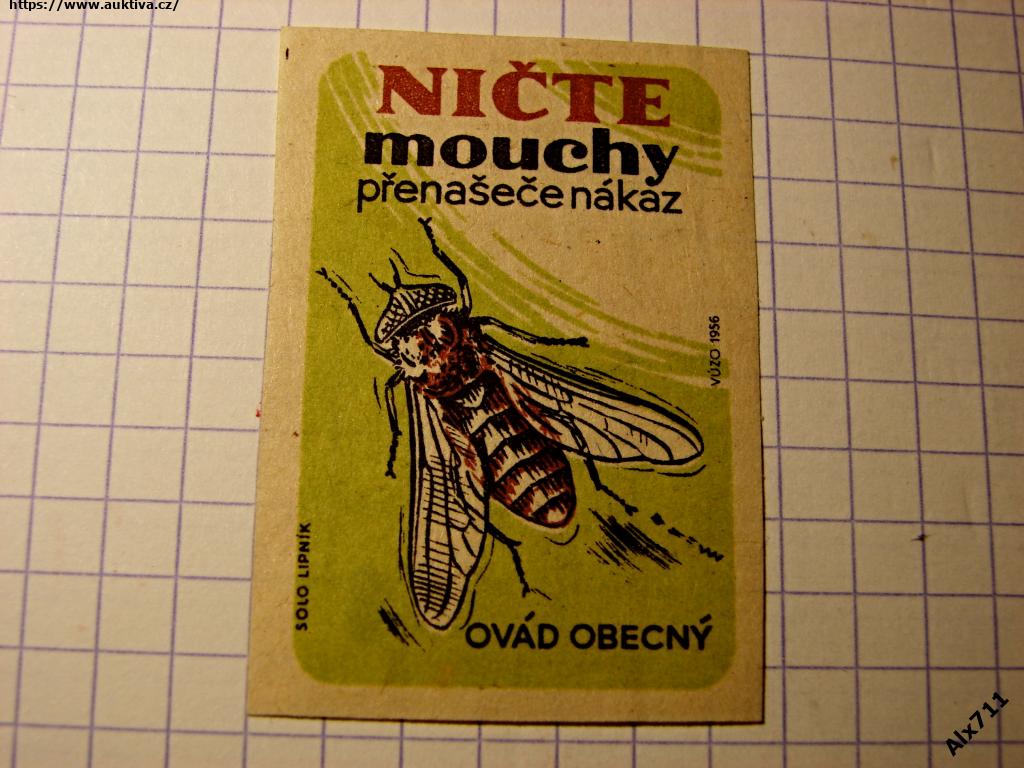 https://www.auktiva.cz/
NIČTE
mouchy
přenašeče nákaz
VÚZO 1956
SOLO LIPNÍK
OVÁD OBECNÝ
Alx711